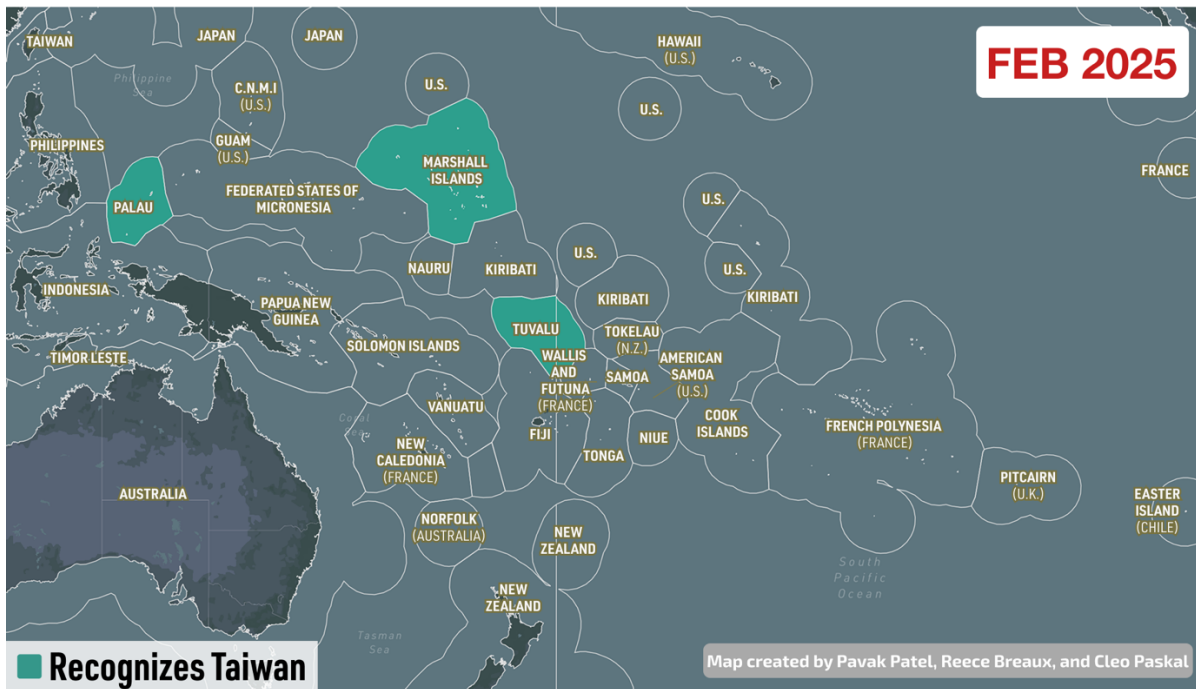 TAIWAN
JAPAN
JAPAN
HAWAII
(U.S.)
FEB 2025
Philippine
Sea
C.N.M.I
(U.S.)
U.S.
U.S.
PHILIPPINES
GUAM
(U.S.)
MARSHALL
ISLANDS
FRANCE
PALAU
FEDERATED STATES OF
MICRONESIA
U.S.
NAURU
KIRIBATI
U.S.
U.S.
INDONESIA
PAPUA NEW
GUINEA
KIRIBATI
KIRIBATI
TIMOR LESTE
SOLOMON ISLANDS
TUVALU
TOKELAU
(N.Z.)
WALLIS
AND
FUTUNA
(FRANCE)
SAMOA
AMERICAN
SAMOA
(U.S.)
VANUATU
Coral
Sea
FIJI
NIUE
COOK
ISLANDS
FRENCH POLYNESIA
(FRANCE)
NEW
CALEDONIA
(FRANCE)
TONGA
PITCAIRN
(U.K.)
AUSTRALIA
EASTER
ISLAND
(CHILE)
NORFOLK
(AUSTRALIA)
NEW
ZEALAND
South
Pacific
Ocean
NEW
ZEALAND
Tasman
Sea
Recognizes Taiwan
Map created by Pavak Patel, Reece Breaux, and Cleo Paskal